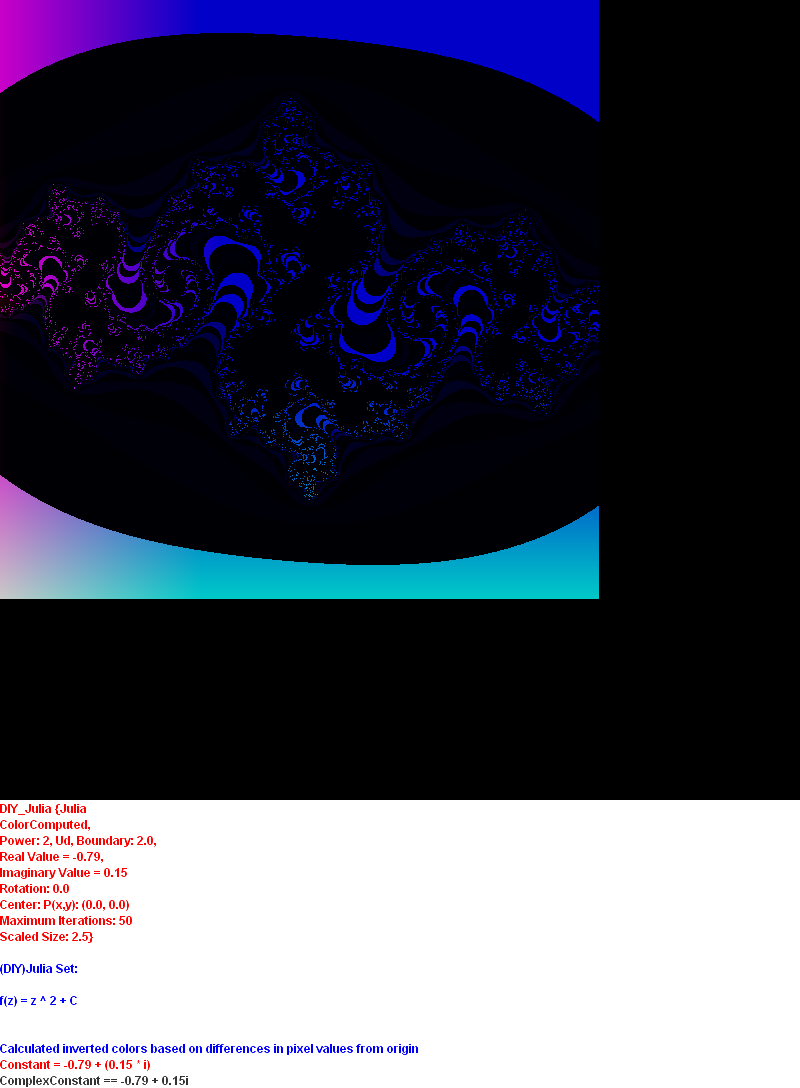 DIY_Julia {Julia
ColorComputed,
Power: 2, Ud, Boundary: 2.0,
Real Value = -0.79,
Imaginary Value = 0.15
Rotation: 0.0
Center: P(x,y): (0.0, 0.0)
Maximum Iterations: 50
Scaled Size: 2.5}
(DIY)Julia Set:
f(z) = z ^ 2 + C
Calculated inverted colors based on differences in pixel values from origin
Constant = -0.79 + (0.15 * i)
ComplexConstant == -0.79 + 0.15i